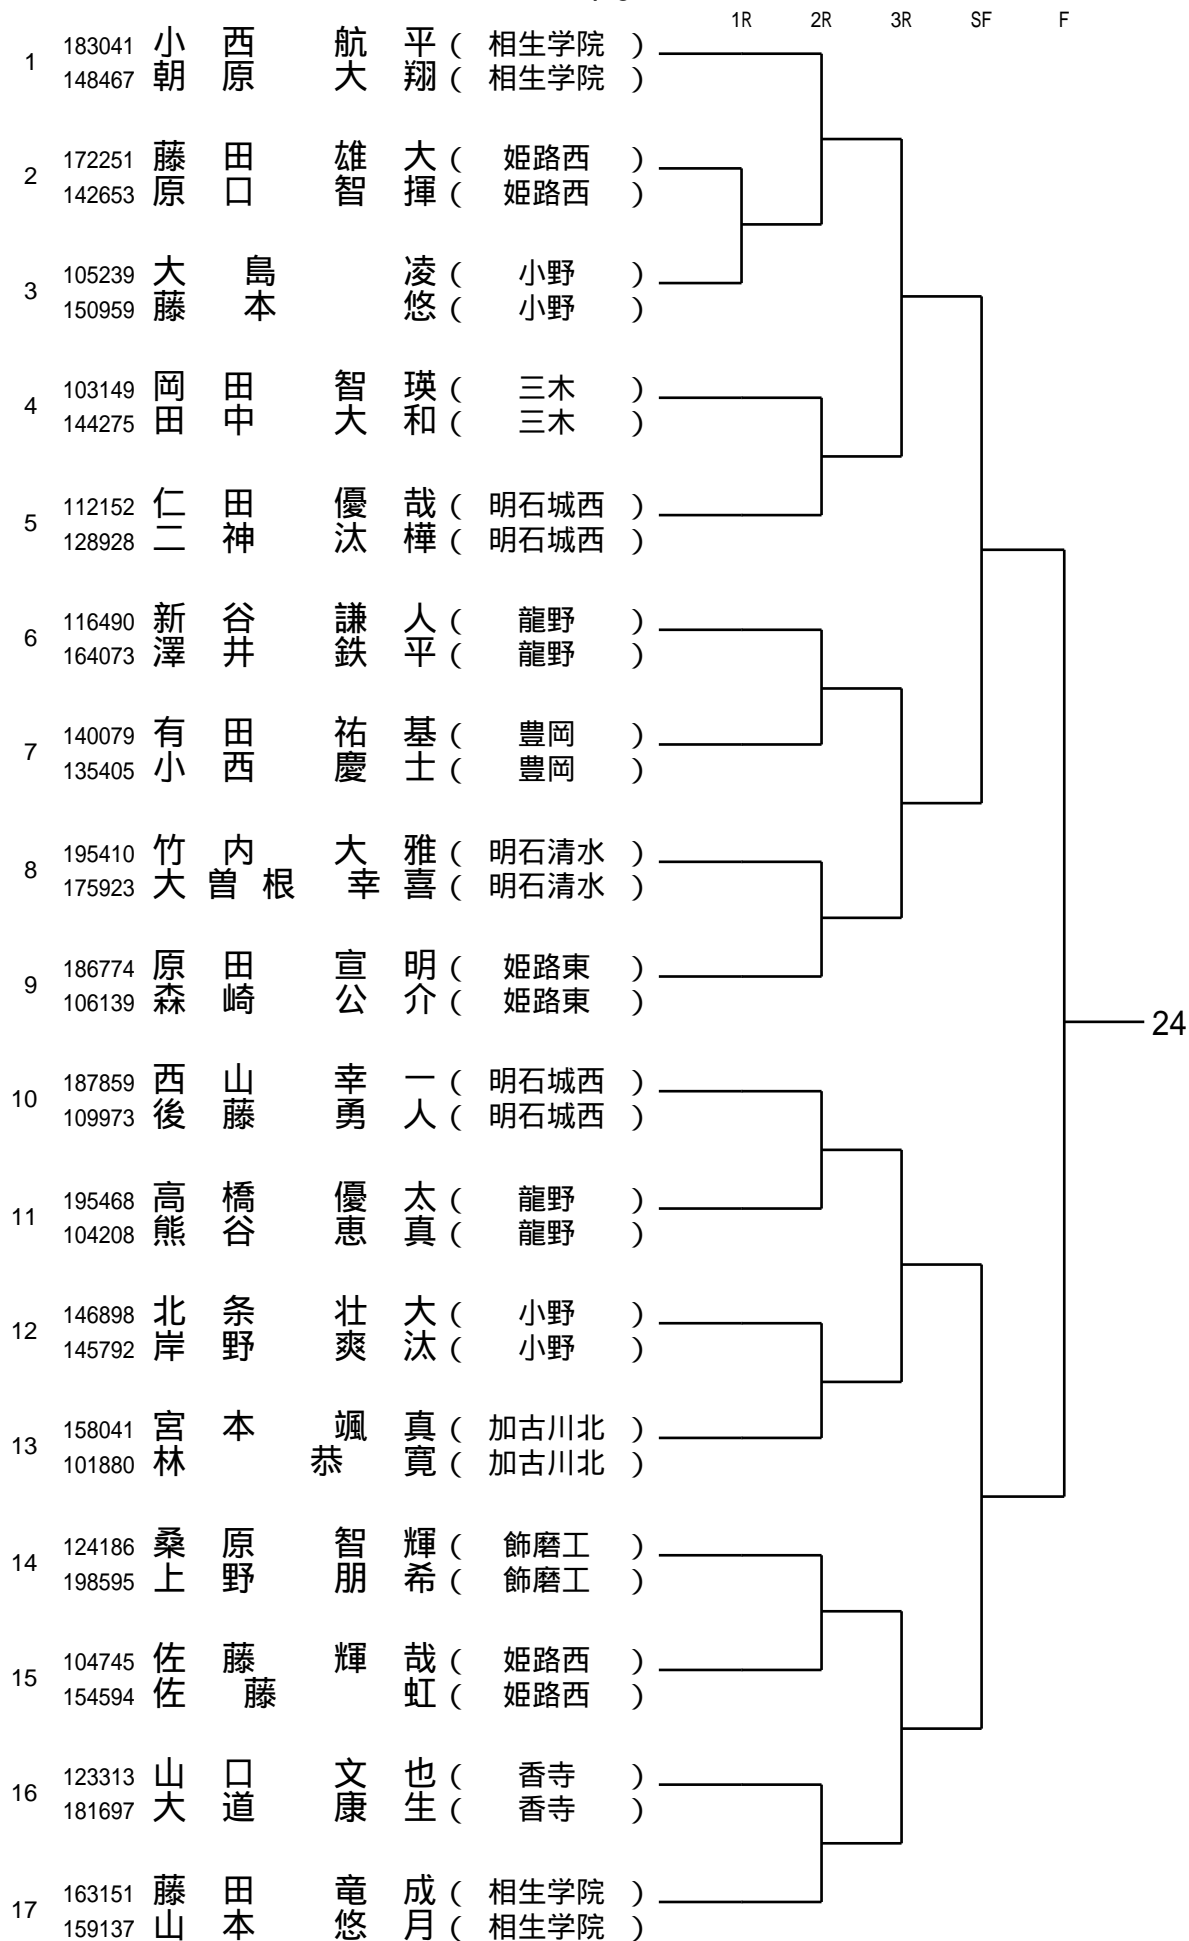 1R 2R 3R SF F
1 183041 小 西 航 平 ( 相生学院 )
148467 朝 原 大 翔 ( 相生学院 )
2 172251 藤 田 雄 大 ( 姫路西 )
142653 原 口 智 揮 ( 姫路西 )
3 105239 大 島 凌 ( 小野 )
150959 藤 本 悠 ( 小野 )
4 103149 岡 田 智 瑛 ( 三木 )
144275 田 中 大 和 ( 三木 )
5 112152 仁 田 優 哉 ( 明石城西 )
128928 二 神 汰 樺 ( 明石城西 )
6 116490 新 谷 謙 人 ( 龍野 )
164073 澤 井 鉄 平 ( 龍野 )
7 140079 有 田 祐 基 ( 豊岡 )
135405 小 西 慶 士 ( 豊岡 )
8 195410 竹 内 大 雅 ( 明石清水 )
175923 大 曽 根 幸 喜 ( 明石清水 )
9 186774 原 田 宣 明 ( 姫路東 )
106139 森 崎 公 介 ( 姫路東 )
24
10 187859 西 山 幸 一 ( 明石城西 )
109973 後 藤 勇 人 ( 明石城西 )
11 195468 高 橋 優 太 ( 龍野 )
104208 熊 谷 恵 真 ( 龍野 )
12 146898 北 条 壮 大 ( 小野 )
145792 岸 野 爽 汰 ( 小野 )
13 158041 宮 本 颯 真 ( 加古川北 )
101880 林 恭 寛 ( 加古川北 )
14 124186 桑 原 智 輝 ( 飾磨工 )
198595 上 野 朋 希 ( 飾磨工 )
15 104745 佐 藤 輝 哉 ( 姫路西 )
154594 佐 藤 虹 ( 姫路西 )
16 123313 山 口 文 也 ( 香寺 )
181697 大 道 康 生 ( 香寺 )
17 163151 藤 田 竜 成 ( 相生学院 )
159137 山 本 悠 月 ( 相生学院 )